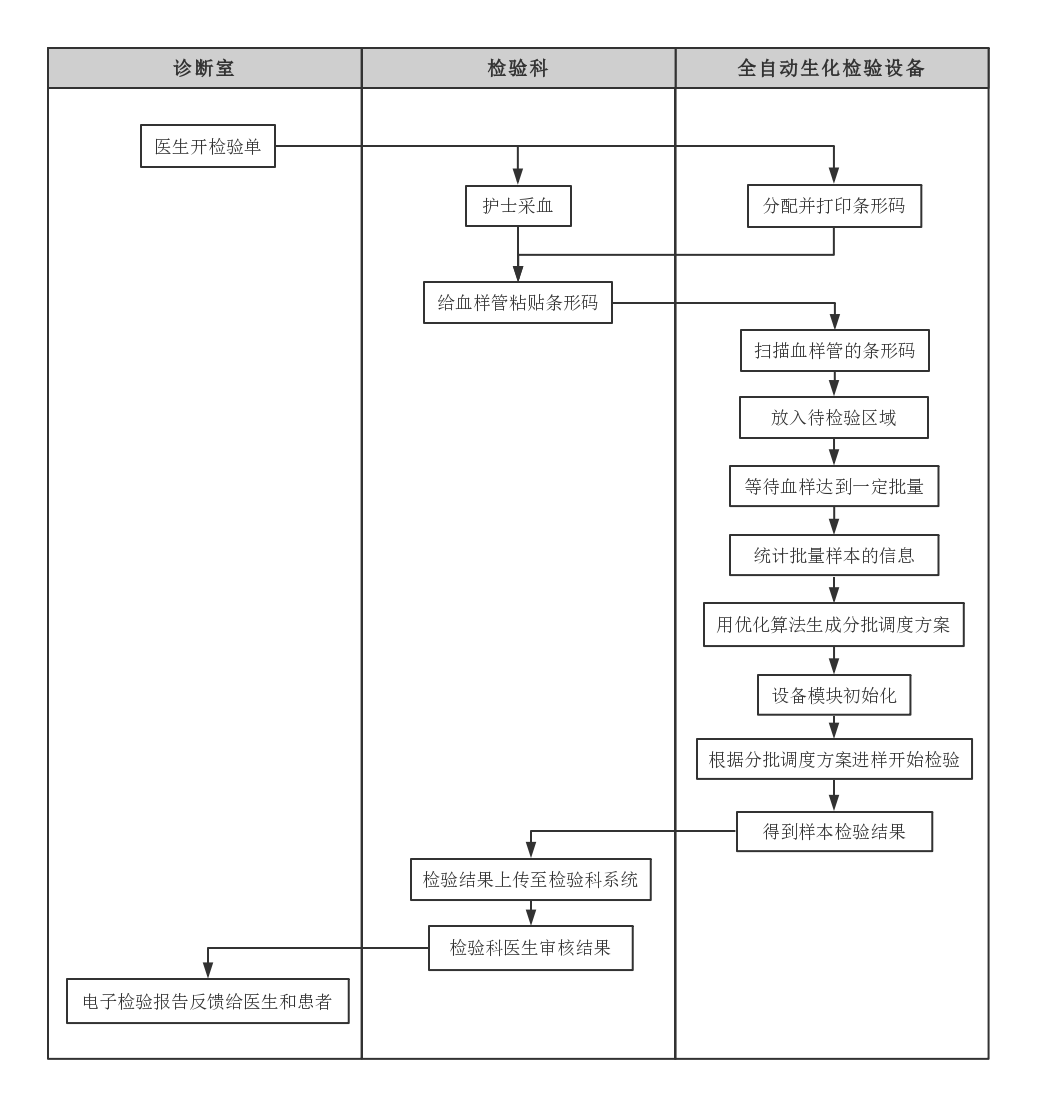 诊断室
检验科
全自动生化检验设备
医生开检验单
护士采血
分配并打印条形码
给血样管粘贴条形码
扫描血样管的条形码
放入待检验区域
等待血样达到一定批量
统计批量样本的信息
用优化算法生成分批调度方案
设备模块初始化
根据分批调度方案进样开始检验
得到样本检验结果
检验结果上传至检验科系统
检验科医生审核结果
电子检验报告反馈给医生和患者